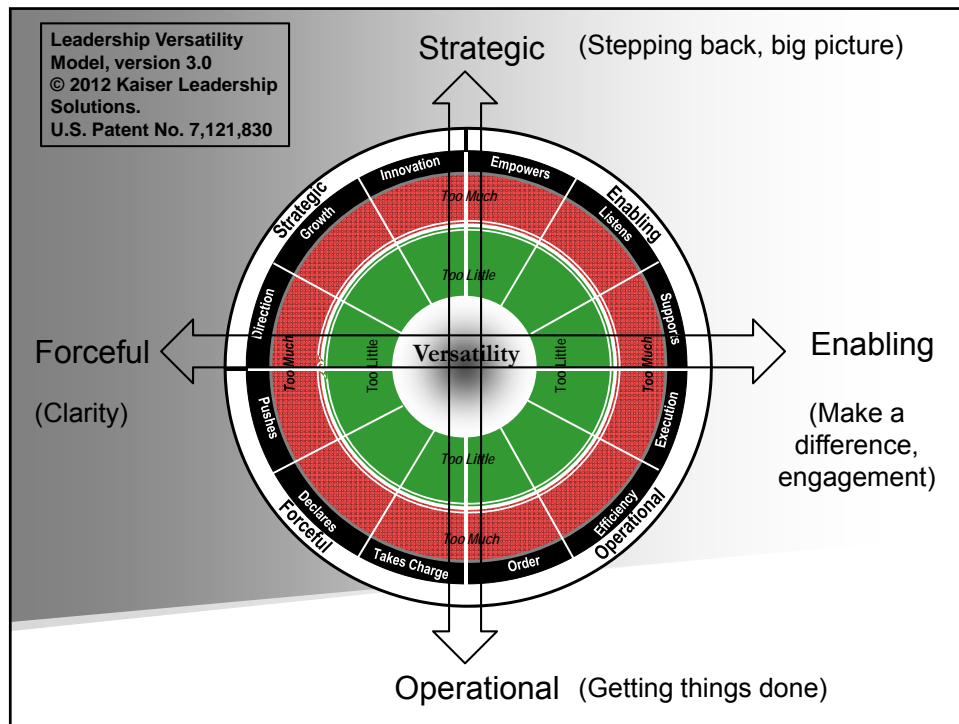 Leadership Versatility
Model, version 3.0
© 2012 Kaiser Leadership
Solutions.
U.S. Patent No. 7,121,830
Strategic
(Stepping back, big picture)
Innovation
Empowers
Strategic
Enabling
Growth
Listens
Direction
Supports
Too Much
Too Little
Forceful
(Clarity)
Too Much
Too Little
Versatility
Too Little
Too Much
Enabling
(Make a
difference,
engagement)
Pushes
Execution
Too Little
Too Much
Declares
Efficiency
Forceful
Operational
Takes Charge
Order
Operational
(Getting things done)